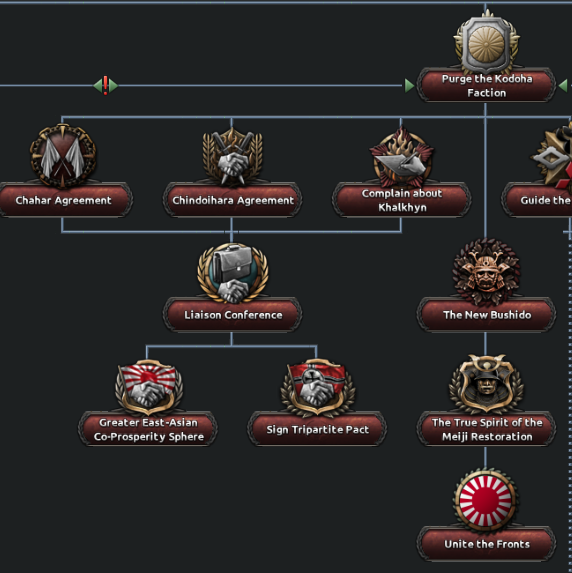 Purge the Kodoha
Faction
Chahar Agreement
Chindoihara Agreement
Complain about
Khalkhyn
Guide the
Liaison Conference
The New Bushido
Greater East-Asian
Co-Prosperity Sphere
Sign Tripartite Pact
The True Spirit of the
Meiji Restoration
Unite the Fronts